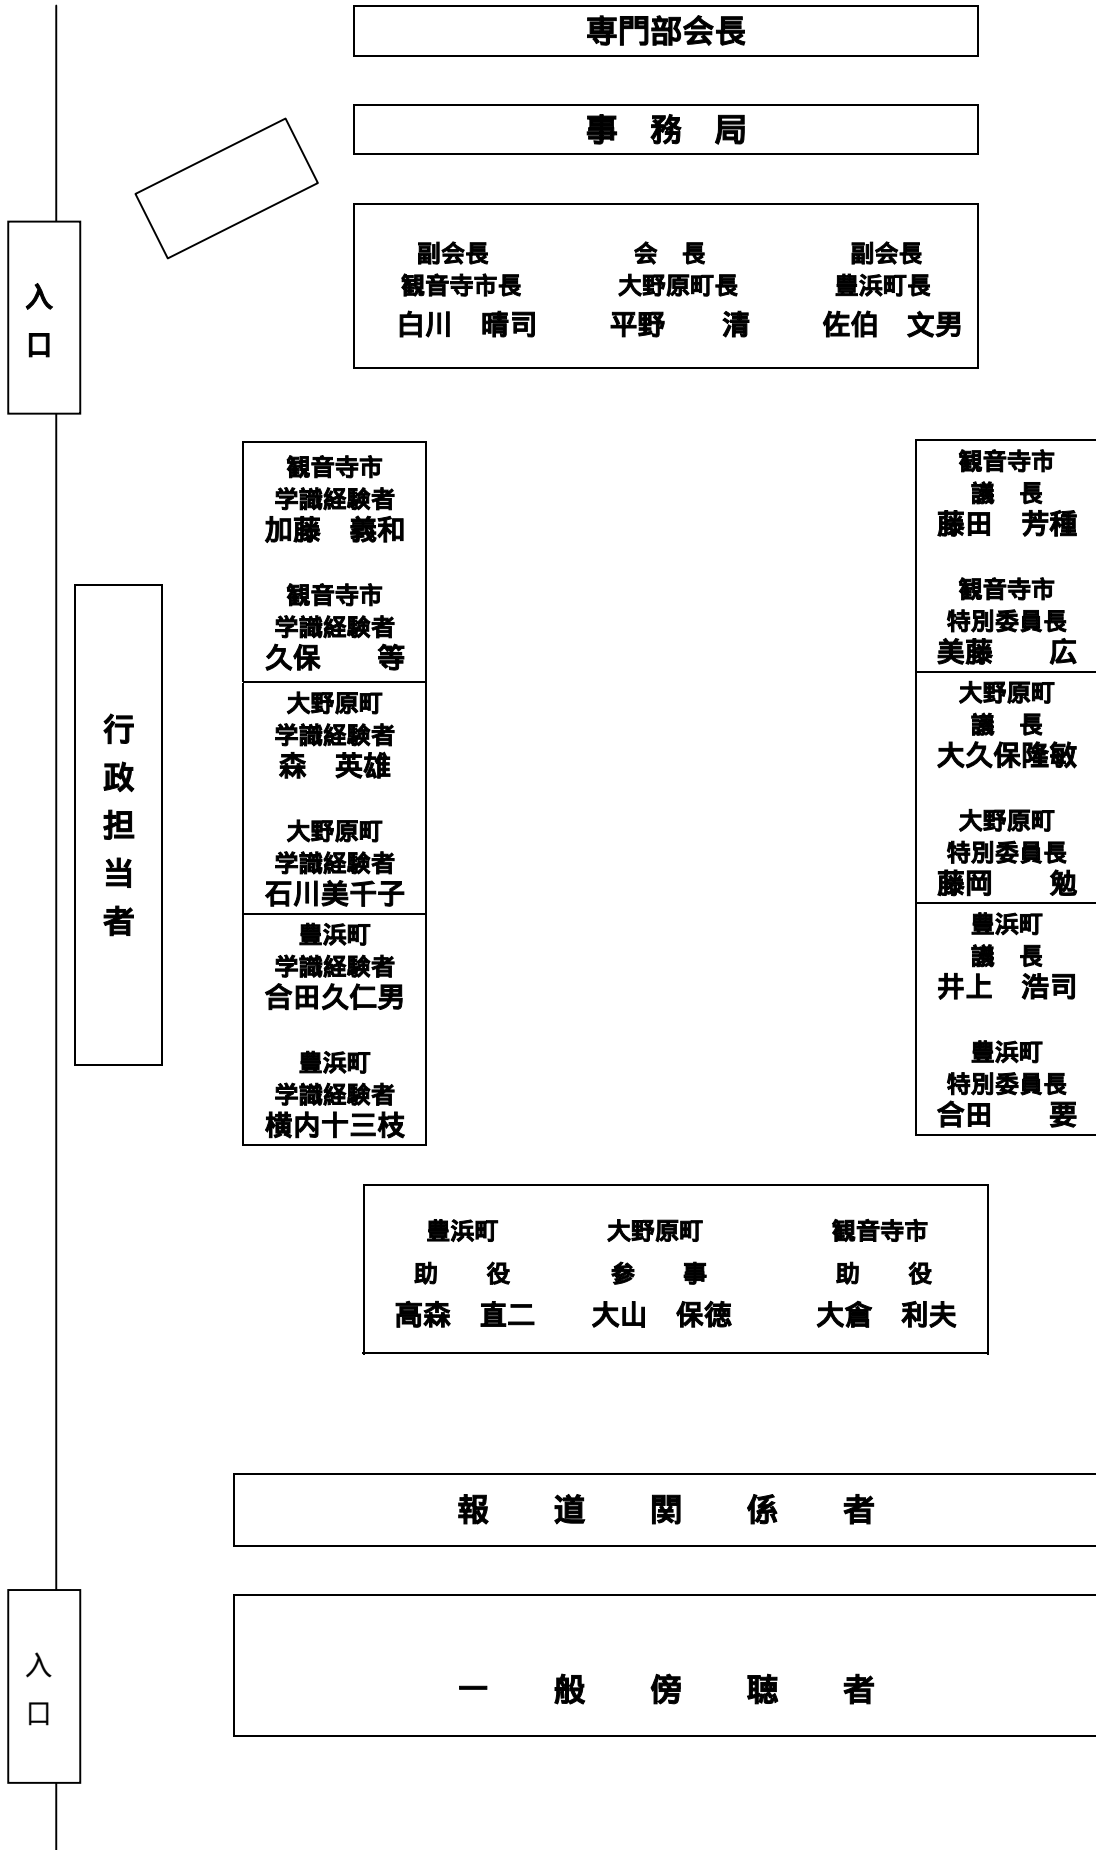 専門部会長
事　務　局
副会長　会　長　副会長
観音寺市長　大野原町長　豊浜町長
白川　晴司　平野　　清　佐伯　文男
入
口
観音寺市
学識経験者
加藤　義和
観音寺市
学識経験者
久保　　等
大野原町
学識経験者
森　英雄
大野原町
学識経験者
石川美千子
豊浜町
学識経験者
合田久仁男
豊浜町
学識経験者
横内十三枝
観音寺市
議　長
藤田　芳種
観音寺市
特別委員長
美藤　　広
大野原町
議　長
大久保隆敏
大野原町
特別委員長
藤岡　　勉
豊浜町
議　長
井上　浩司
豊浜町
特別委員長
合田　　要
行
政
担
当
者
豊浜町　大野原町　観音寺市
助　　役　参　　事　助　　役
高森　直二　大山　保徳　大倉　利夫
報　　道　　関　　係　　者
一　　般　　傍　　聴　　者
入
口